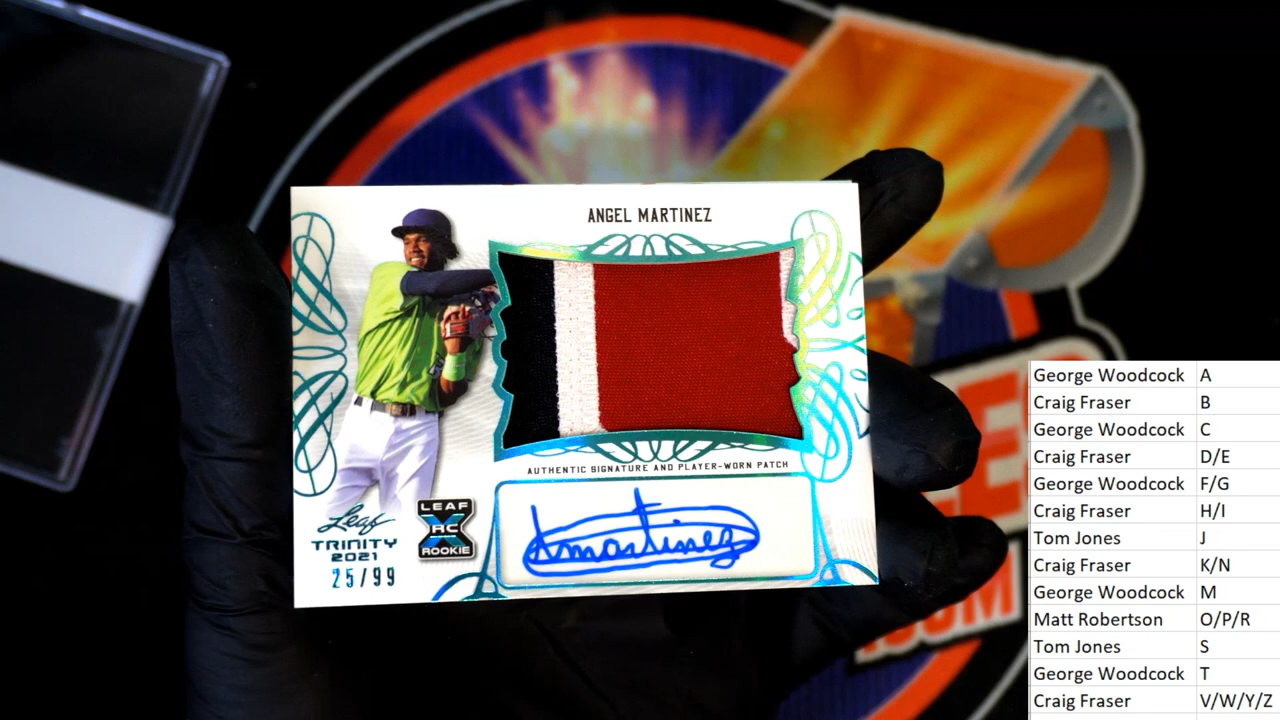 ANGEL MARTINEZ
AUTHENTIC SIGNATURE AND PLAYER-WORN PATCH
Amartinez
Leaf
TRINITY
2021
25/99
LEAF
X
RC
ROOKIE
George Woodcock A
Craig Fraser B
George Woodcock C
Craig Fraser D/E
George Woodcock F/G
Craig Fraser H/I
Tom Jones J
Craig Fraser K/N
George Woodcock M
Matt Robertson O/P/R
Tom Jones S
George Woodcock T
Craig Fraser V/W/Y/Z